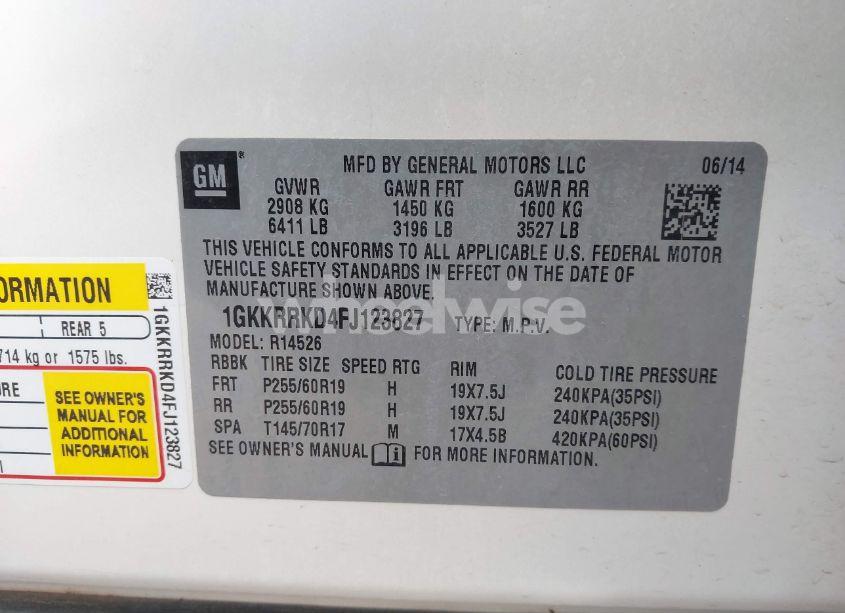 GM
MFD BY GENERAL MOTORS LLC 06/14
GVWR GAWR FRT GAWR RR
2908 KG 1450 KG 1600 KG
6411 LB 3196 LB 3527 LB
THIS VEHICLE CONFORMS TO ALL APPLICABLE U.S. FEDERAL MOTOR
VEHICLE SAFETY STANDARDS IN EFFECT ON THE DATE OF
MANUFACTURE SHOWN ABOVE.
1GKKRRKD4FJ123827 TYPE: M.P.V.
MODEL: R14526
RBBK TIRE SIZE SPEED RTG RIM COLD TIRE PRESSURE
FRT P255/60R19 H 19X7.5J 240KPA(35PSI)
RR P255/60R19 H 19X7.5J 240KPA(35PSI)
SPA T145/70R17 M 17X4.5B 420KPA(60PSI)
SEE OWNER'S MANUAL FOR MORE INFORMATION.
wheelwise
REAR 5
714 kg or 1575 lbs.
SEE OWNER'S
MANUAL FOR
ADDITIONAL
INFORMATION
1GKKRRKD4FJ123827